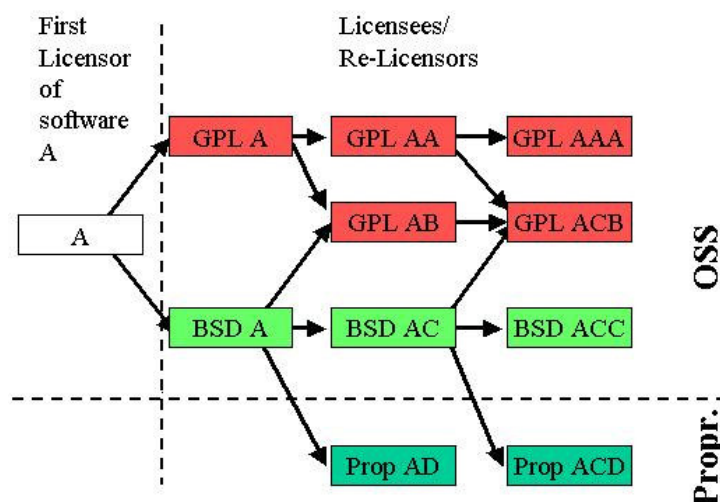 First
Licensor
of
software
A
Licensees/
Re-Licensors
GPL A
GPL AA
GPL AAA
A
GPL AB
GPL ACB
BSD A
BSD AC
BSD ACC
OSS
Prop AD
Prop ACD
Propr.